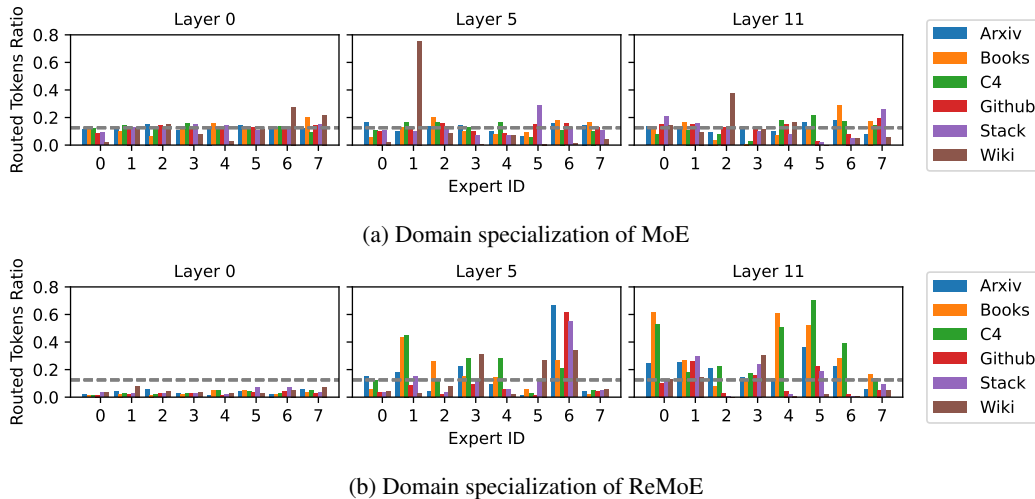 Layer 0
Layer 5
Layer 11
Routed Tokens Ratio
0.8
0.6
0.4
0.2
0.0
0 1 2 3 4 5 6 7
0 1 2 3 4 5 6 7
0 1 2 3 4 5 6 7
Expert ID
Arxiv
Books
C4
Github
Stack
Wiki
(a) Domain specialization of MoE
Layer 0
Layer 5
Layer 11
Routed Tokens Ratio
0.8
0.6
0.4
0.2
0.0
0 1 2 3 4 5 6 7
0 1 2 3 4 5 6 7
0 1 2 3 4 5 6 7
Expert ID
Arxiv
Books
C4
Github
Stack
Wiki
(b) Domain specialization of ReMoE